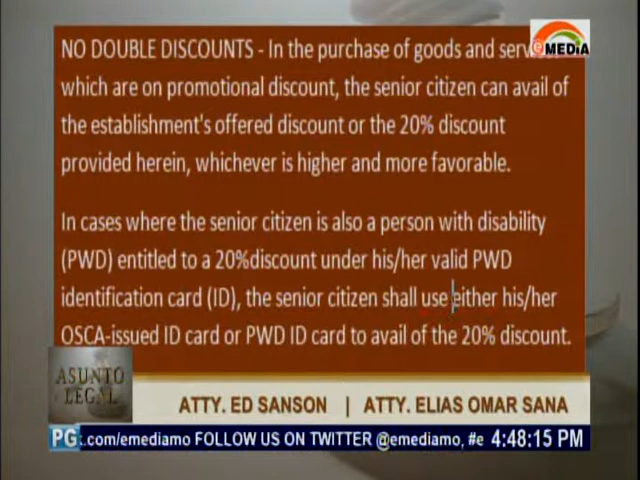 eMEDIA
NO DOUBLE DISCOUNTS - In the purchase of goods and serv
which are on promotional discount, the senior citizen can avail of
the establishment's offered discount or the 20% discount
provided herein, whichever is higher and more favorable.
In cases where the senior citizen is also a person with disability
(PWD) entitled to a 20%discount under his/her valid PWD
identification card (ID), the senior citizen shall use either his/her
OSCA-issued ID card or PWD ID card to avail of the 20% discount.
ASUNTO
LEGAL
ATTY. ED SANSON | ATTY. ELIAS OMAR SANA
PG .com/emediamo FOLLOW US ON TWITTER @emediamo, #e 4:48:15 PM